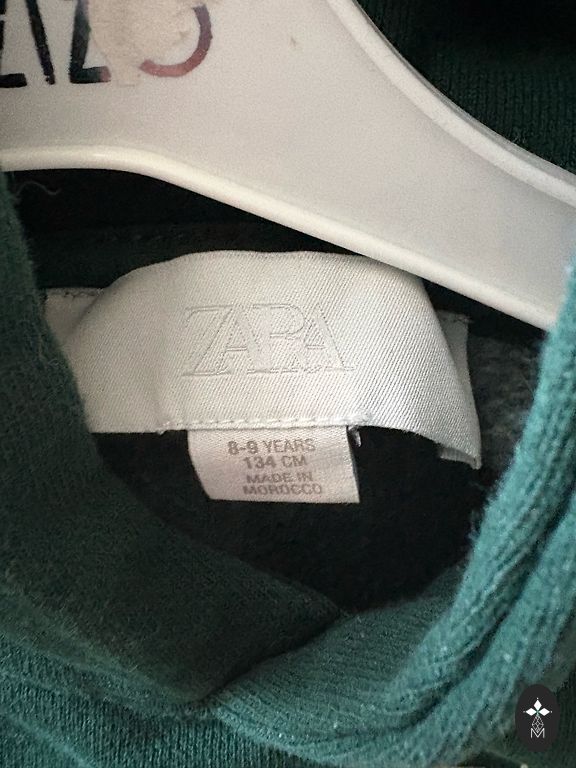 ZARA
8-9 YEARS
134 CM
MADE IN
MOROCCO
M